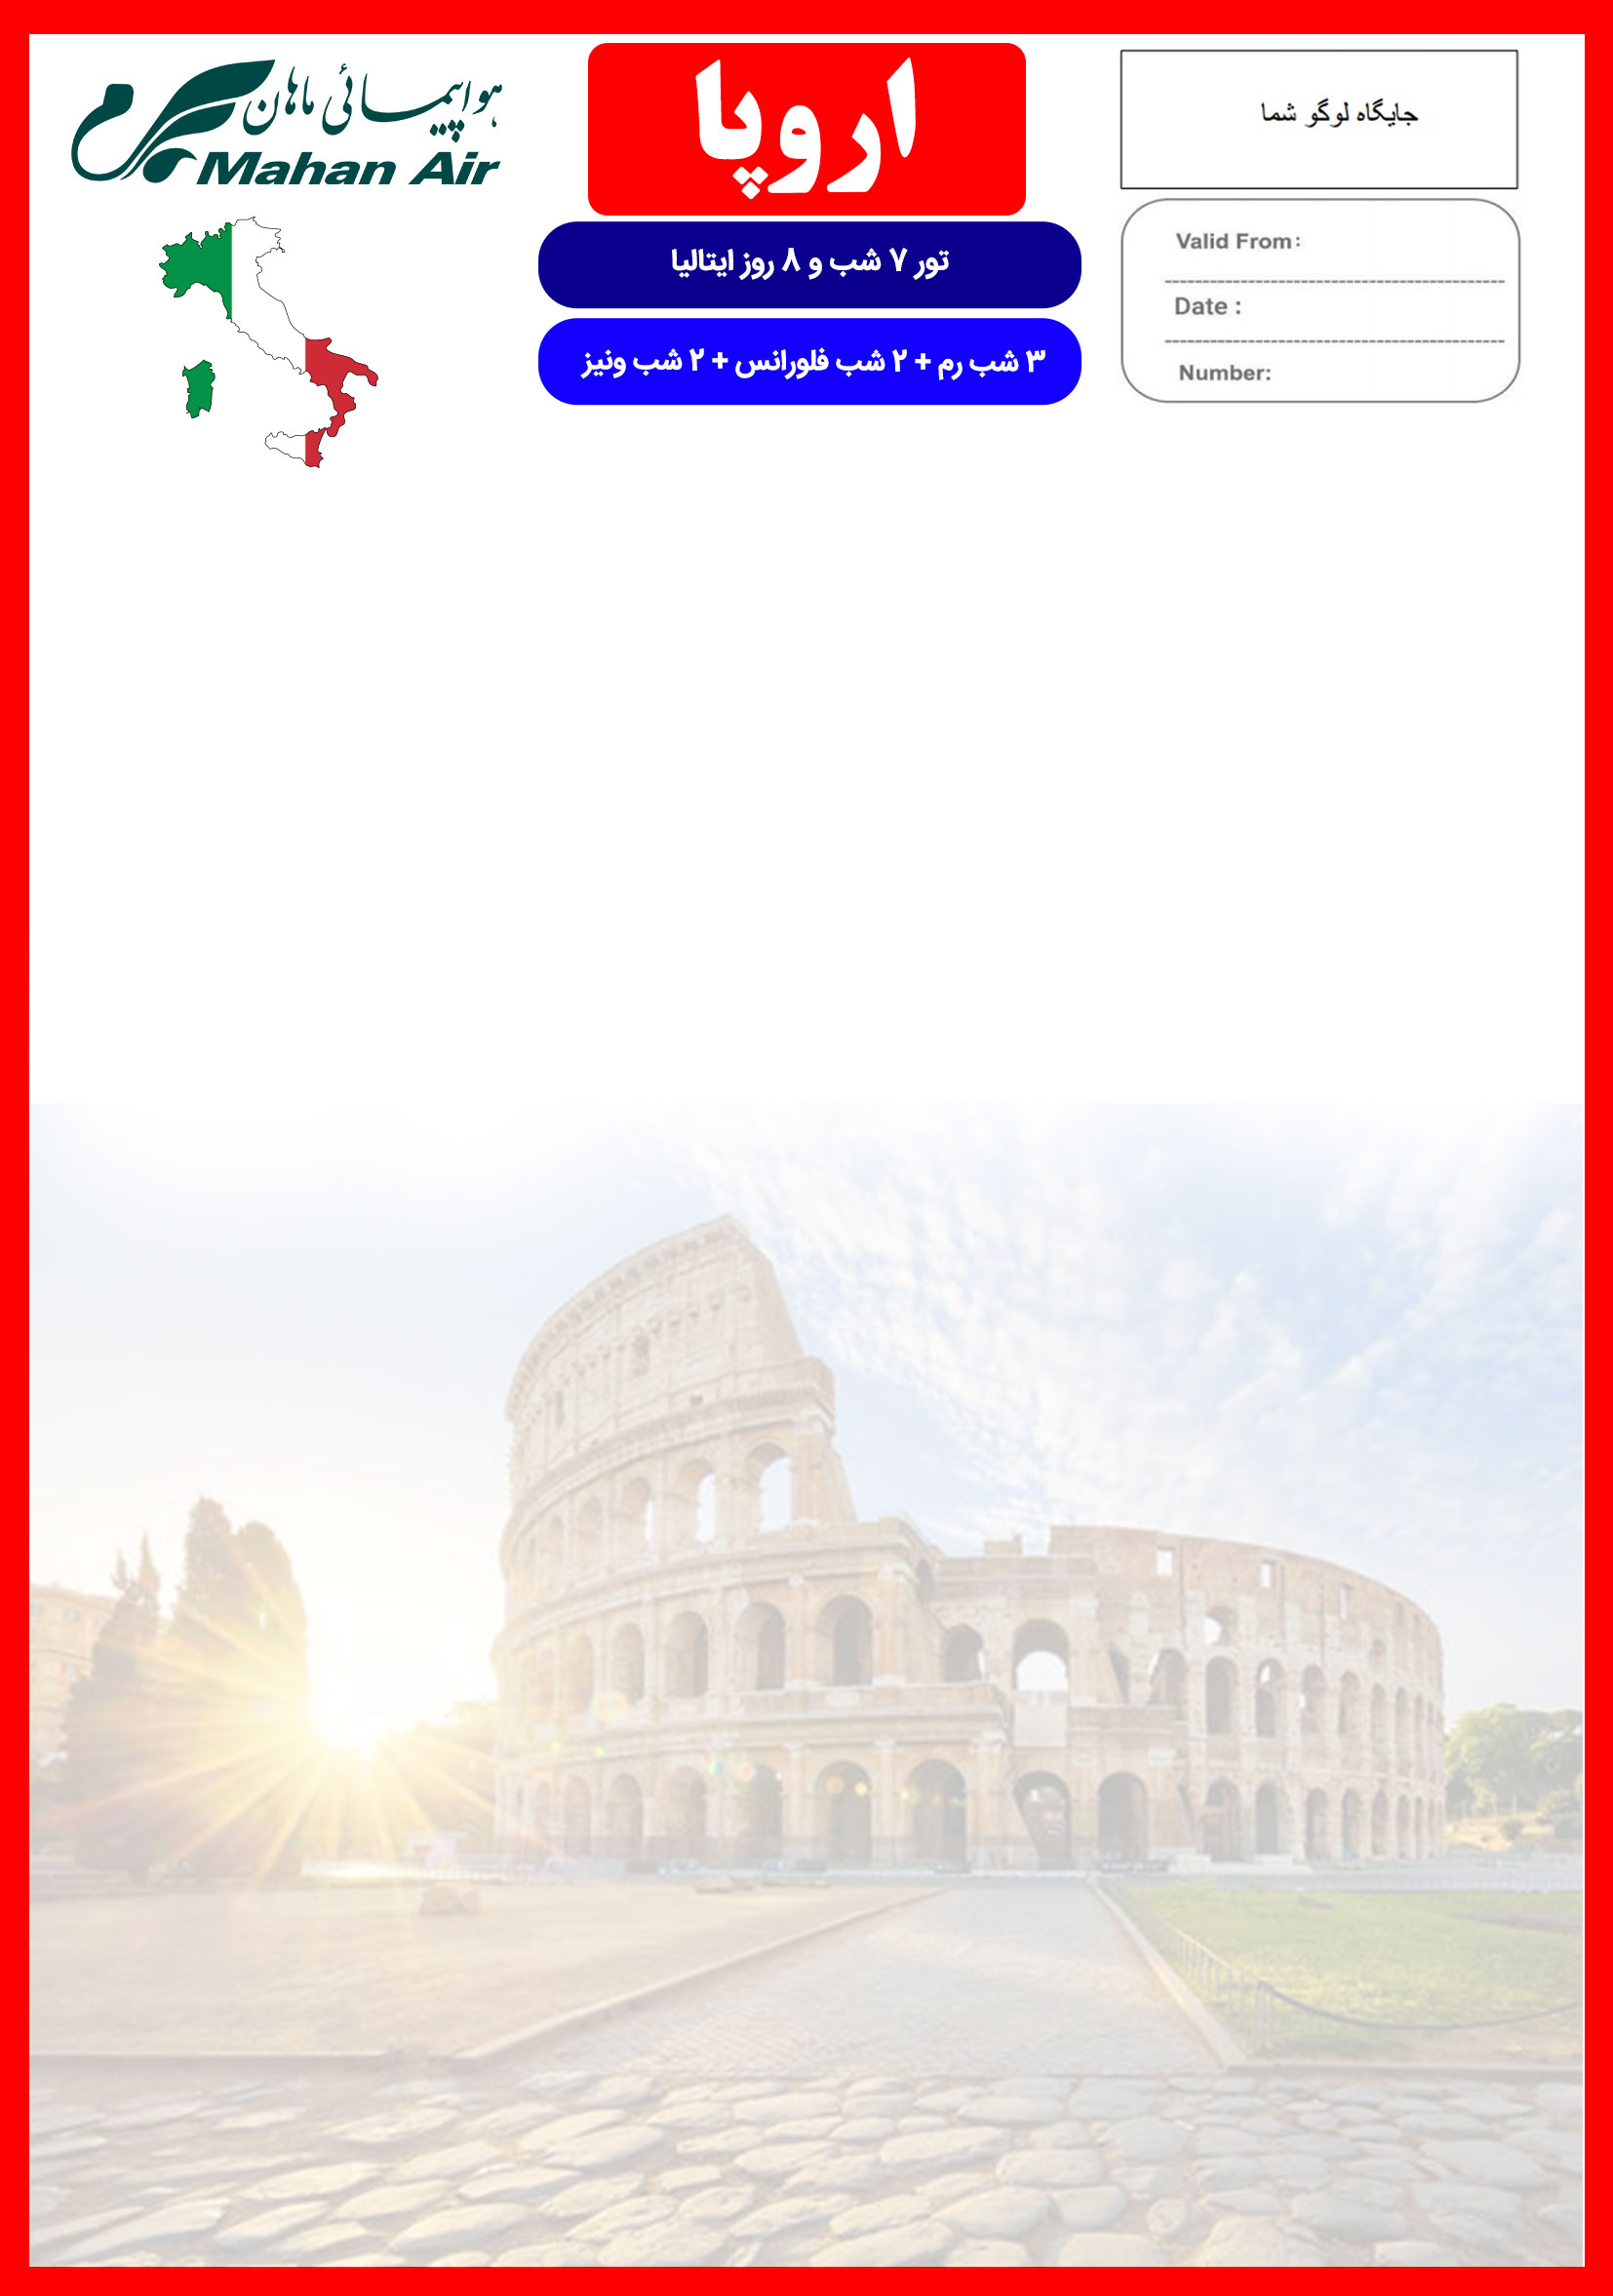 هواپیمائی ماهان
Mahan Air
اروپا
جایگاه لوگو شما
تور ۷ شب و ۸ روز ایتالیا
۳ شب رم + ۲ شب فلورانس + ۲ شب ونیز
Valid From:
Date :
Number: